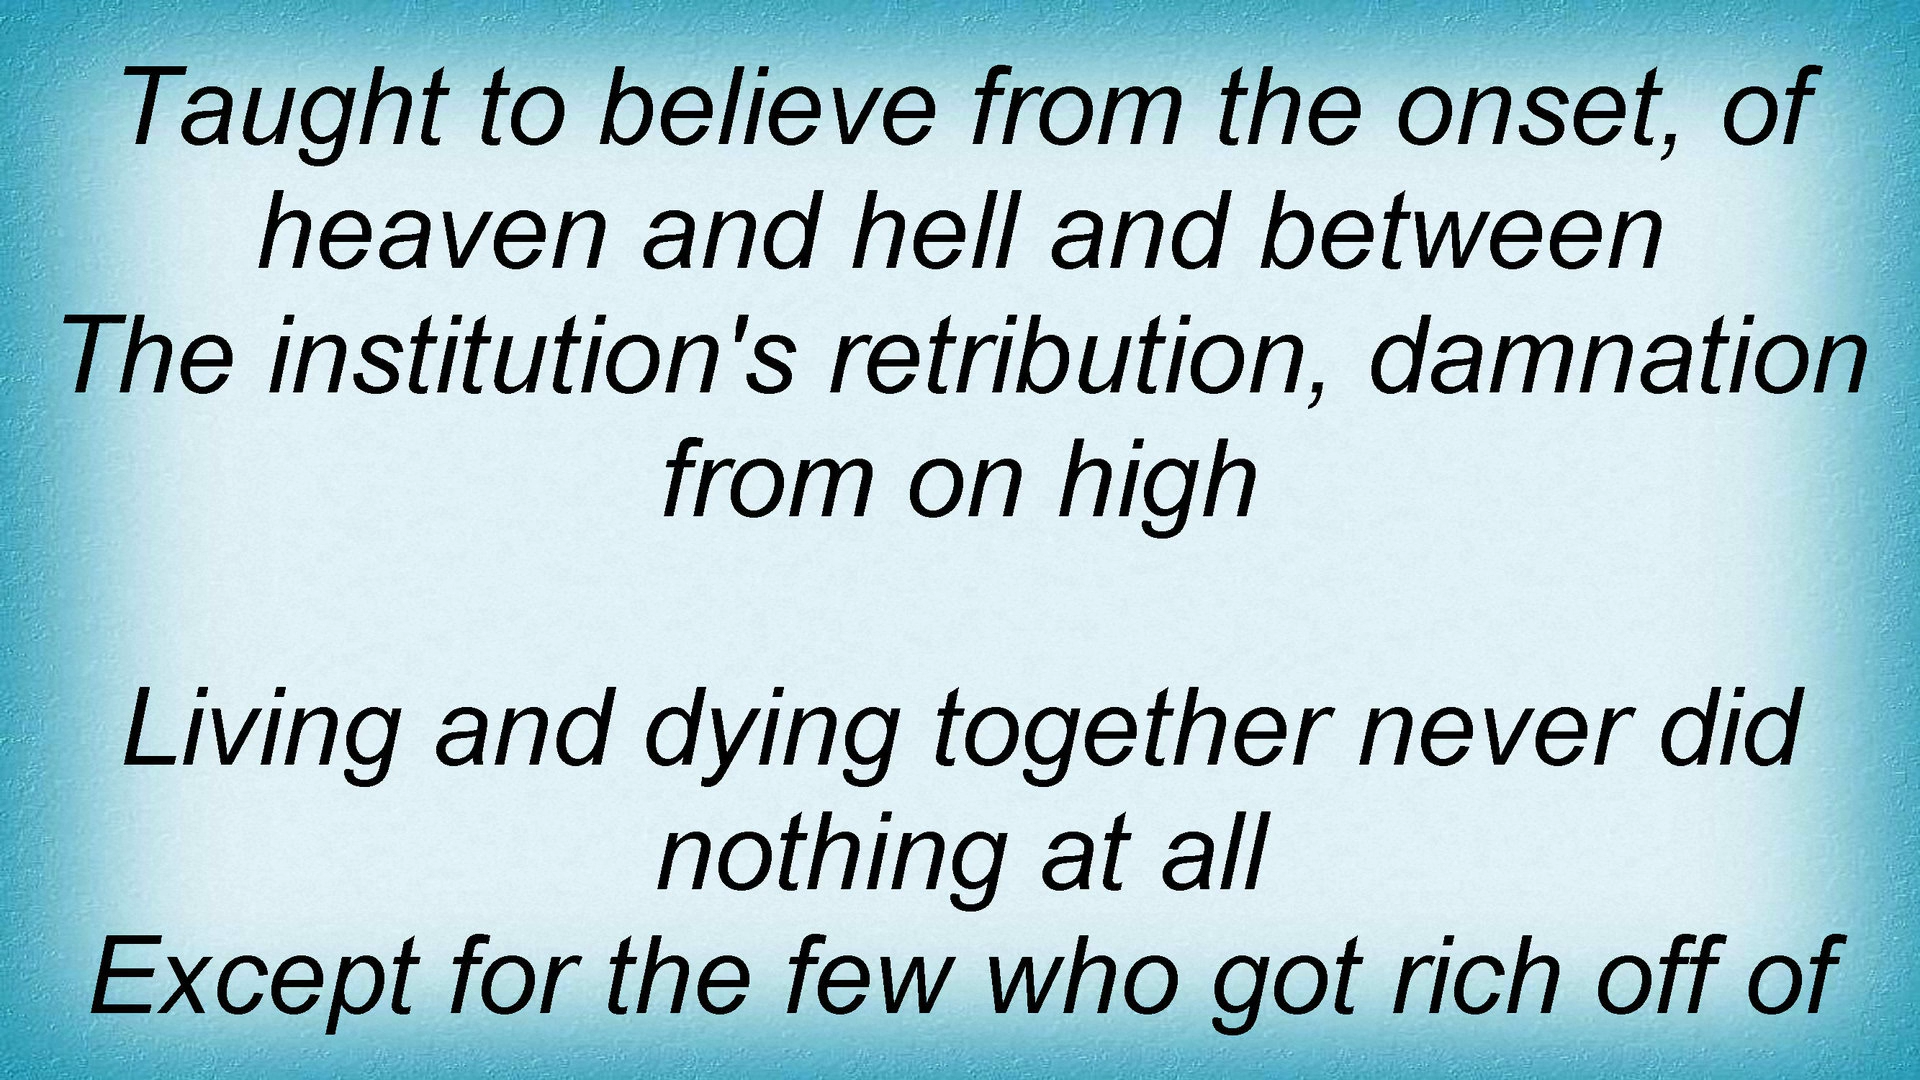 Taught to believe from the onset, of
heaven and hell and between
The institution's retribution, damnation
from on high
Living and dying together never did
nothing at all
Except for the few who got rich off of